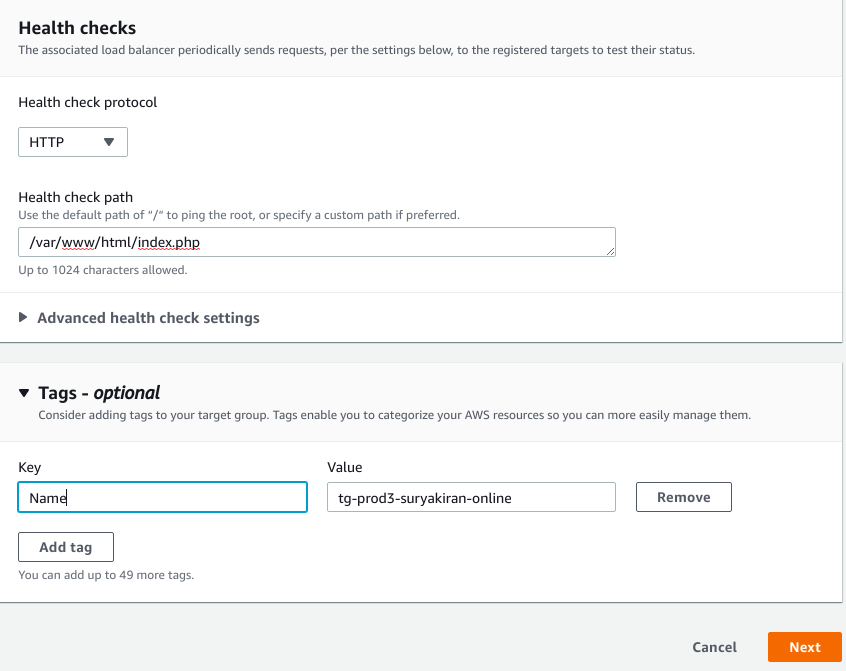 Health checks
The associated load balancer periodically sends requests, per the settings below, to the registered targets to test their status.
Health check protocol
HTTP
Health check path
Use the default path of "/" to ping the root, or specify a custom path if preferred.
/var/www/html/index.php
Up to 1024 characters allowed.
Advanced health check settings
Tags - optional
Consider adding tags to your target group. Tags enable you to categorize your AWS resources so you can more easily manage them.
Key Value
Name tg-prod3-suryakiran-online Remove
Add tag
You can add up to 49 more tags.
Cancel Next